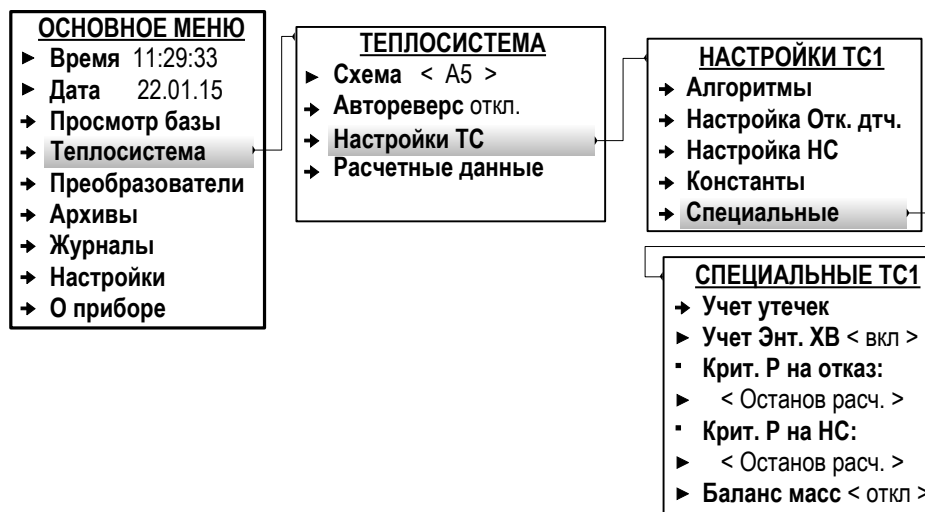 ОСНОВНОЕ МЕНЮ
Время 11:29:33
Дата 22.01.15
Просмотр базы
Теплосистема
Преобразователи
Архивы
Журналы
Настройки
О приборе
ТЕПЛОСИСТЕМА
Схема < А5 >
Автореверс откл.
Настройки ТС
Расчетные данные
НАСТРОЙКИ ТС1
Алгоритмы
Настройка Отк. дтч.
Настройка НС
Константы
Специальные
СПЕЦИАЛЬНЫЕ ТС1
Учет утечек
Учет Энт. ХВ < вкл >
Крит. Р на отказ:
< Останов расч. >
Крит. Р на НС:
< Останов расч. >
Баланс масс < откл >